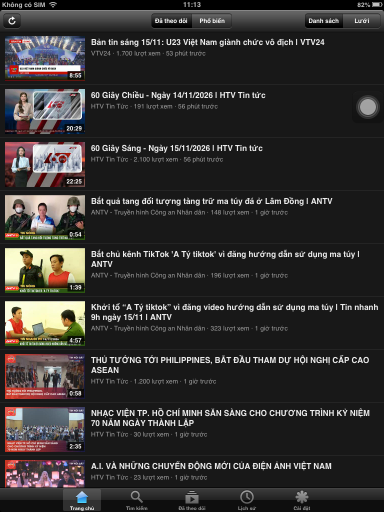 Không có SIM
11:13
82%
Đã theo dõi
Phổ biến
Danh sách
Lưới
Bản tin sáng 15/11: U23 Việt Nam giành chức vô địch l VTV24
VTV24 · 1.700 lượt xem · 53 phút trước
8:55
60 Giây Chiều - Ngày 14/11/2026 l HTV Tin tức
HTV Tin Tức · 191 lượt xem · 56 phút trước
20:29
60 Giây Sáng - Ngày 15/11/2026 l HTV Tin tức
HTV Tin Tức · 2.100 lượt xem · 56 phút trước
22:25
Bắt quả tang đối tượng tàng trữ ma túy đá ở Lâm Đồng l ANTV
ANTV - Truyền hình Công an Nhân dân · 148 lượt xem · 1 giờ trước
0:54
Bắt chủ kênh TikTok 'A Tỷ tiktok' vì đăng hướng dẫn sử dụng ma túy l
ANTV
ANTV - Truyền hình Công an Nhân dân · 196 lượt xem · 1 giờ trước
1:39
Khởi tố “A Tỷ tiktok” vì đăng video hướng dẫn sử dụng ma túy l Tin nhanh
9h ngày 15/11 l ANTV
ANTV - Truyền hình Công an Nhân dân · 323 lượt xem · 1 giờ trước
4:57
THỦ TƯỚNG TỚI PHILIPPINES, BẮT ĐẦU THAM DỰ HỘI NGHỊ CẤP CAO
ASEAN
HTV Tin Tức · 1.200 lượt xem · 1 giờ trước
0:58
NHẠC VIỆN TP. HỒ CHÍ MINH SẴN SÀNG CHO CHƯƠNG TRÌNH KỶ NIỆM
70 NĂM NGÀY THÀNH LẬP
HTV Tin Tức · 30 lượt xem · 1 giờ trước
2:35
A.I. VÀ NHỮNG CHUYỂN ĐỘNG MỚI CỦA ĐIỆN ẢNH VIỆT NAM
HTV Tin Tức · 23 lượt xem · 1 giờ trước
Trang chủ
Tìm kiếm
Đã theo dõi
Lịch sử
Cài đặt